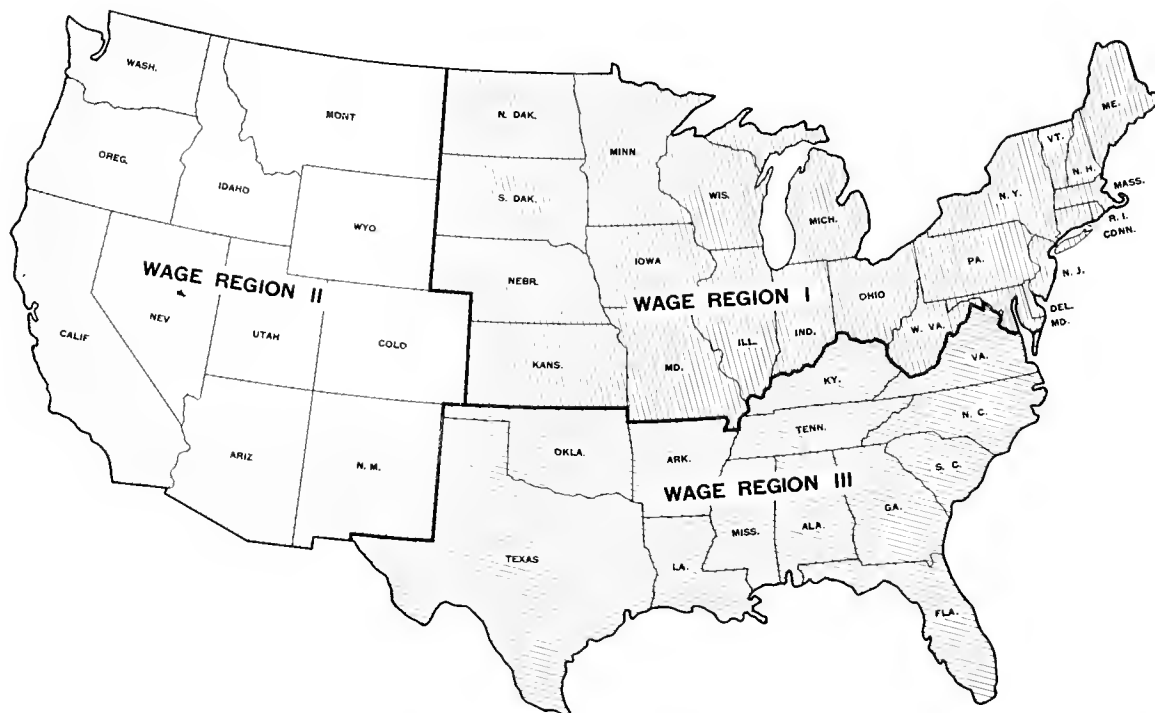 WASH.
MONT
N. DAK.
MINN
ME.
VT.
N. H.
OREG.
IDAHO
S. DAK.
WIS.
MICH.
N. Y.
MASS.
R. I.
CONN.
WYO.
NEBR.
IOWA
PA.
N. J.
WAGE REGION II
WAGE REGION I
OHIO
DEL.
MD.
NEV
CALIF
UTAH
COLO
KANS.
MO.
ILL.
IND.
W. VA.
VA.
KY.
ARIZ
N. M.
OKLA.
ARK.
TENN.
N. C.
WAGE REGION III
S. C.
TEXAS
LA.
MISS.
ALA.
GA.
FLA.